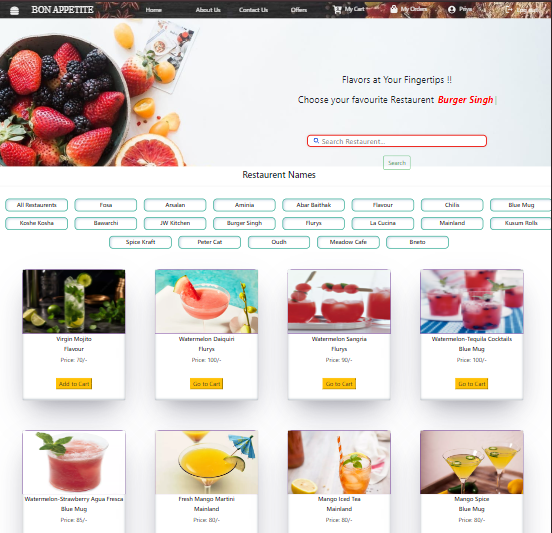 BON APPETITE
Home
About Us
Contact Us
Offers
My Cart
My Orders
Priya
Flavors at Your Fingertips !!
Choose your favourite Restaurent Burger Singh|
Search Restaurent...
Search
Restaurent Names
All Restaurents
Fosa
Arsalan
Aminia
Abar Baithak
Flavour
Chilis
Blue Mug
Koshe Kosha
Bawarchi
JW Kitchen
Burger Singh
Flurys
La Cucina
Mainland
Kusum Rolls
Spice Kraft
Peter Cat
Oudh
Meadow Cafe
Virgin Mojito
Flavour
Price: 70/-
Add to Cart
Watermelon Daiquiri
Flurys
Price: 100/-
Go to Cart
Watermelon Sangria
Flurys
Price: 90/-
Go to Cart
Watermelon-Tequila Cocktails
Blue Mug
Price: 100/-
Go to Cart
Watermelon-Strawberry Agua Fresca
Blue Mug
Price: 85/-
Fresh Mango Martini
Mainland
Price: 80/-
Mango Iced Tea
Mainland
Price: 80/-
Mango Spice
Blue Mug
Price: 80/-